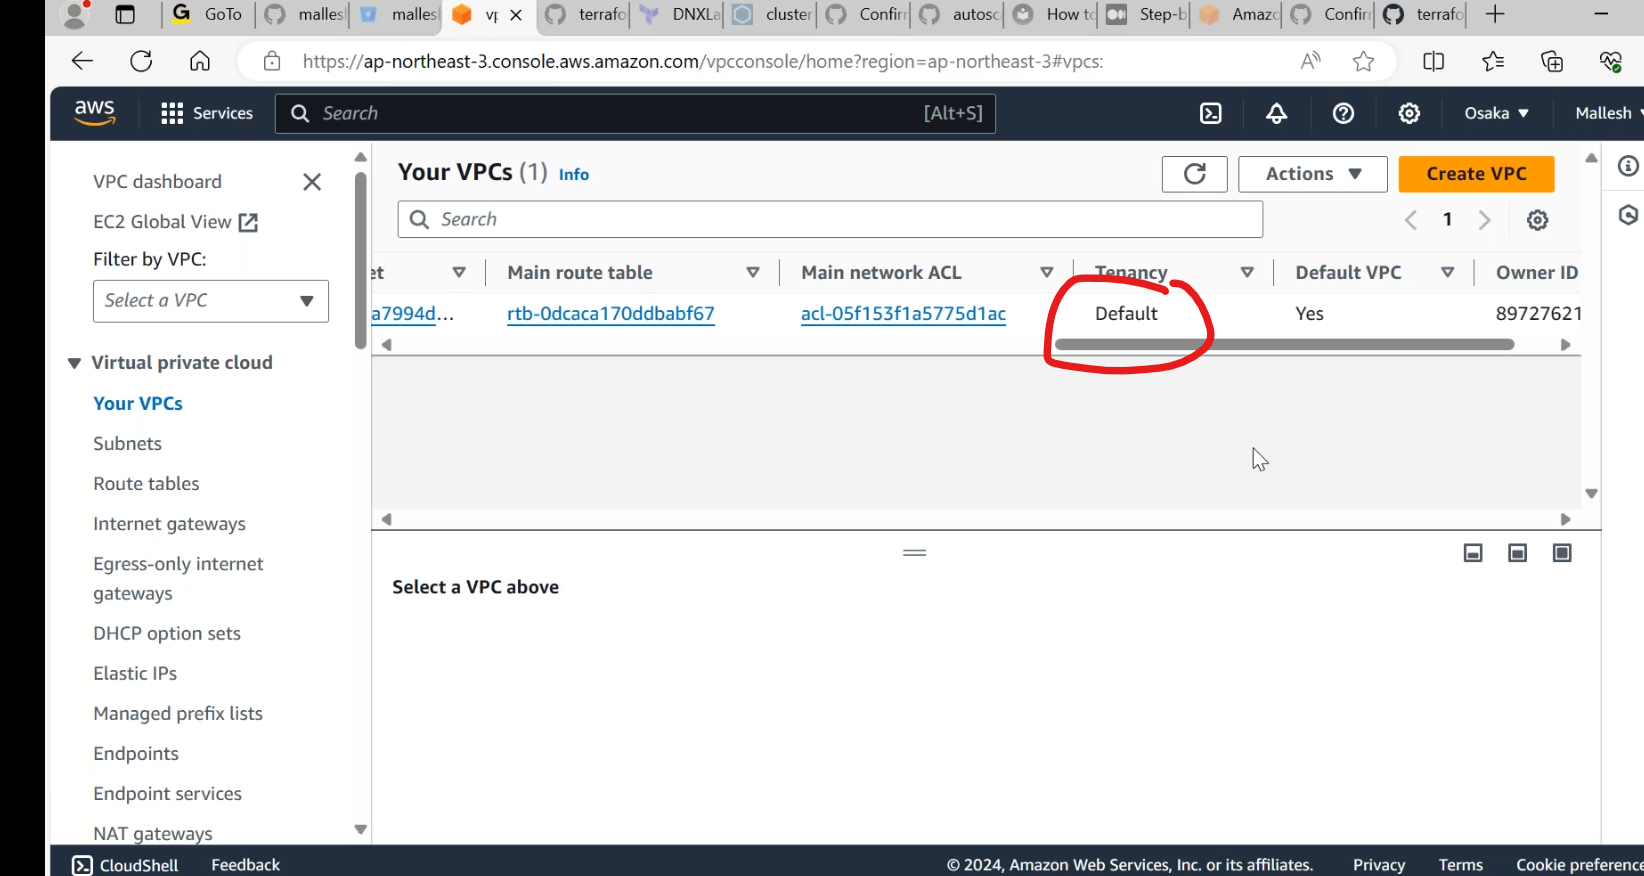 GoTo
malles
malles
vp
terrafo
DNXLa
cluster
Confir
autosc
How to
Step-b
Amazo
Confir
terrafo
https://ap-northeast-3.console.aws.amazon.com/vpcconsole/home?region=ap-northeast-3#vpcs:
aws
Services
Search
[Alt+S]
Osaka
Mallesh
VPC dashboard
EC2 Global View
Filter by VPC:
Select a VPC
Virtual private cloud
Your VPCs
Subnets
Route tables
Internet gateways
Egress-only internet
gateways
DHCP option sets
Elastic IPs
Managed prefix lists
Endpoints
Endpoint services
NAT gateways
Your VPCs (1) Info
Actions
Create VPC
Search
1
et
Main route table
Main network ACL
Tenancy
Default VPC
Owner ID
a7994d...
rtb-0dcaca170ddbabf67
acl-05f153f1a5775d1ac
Default
Yes
89727621
Select a VPC above
CloudShell
Feedback
© 2024, Amazon Web Services, Inc. or its affiliates.
Privacy
Terms
Cookie preference